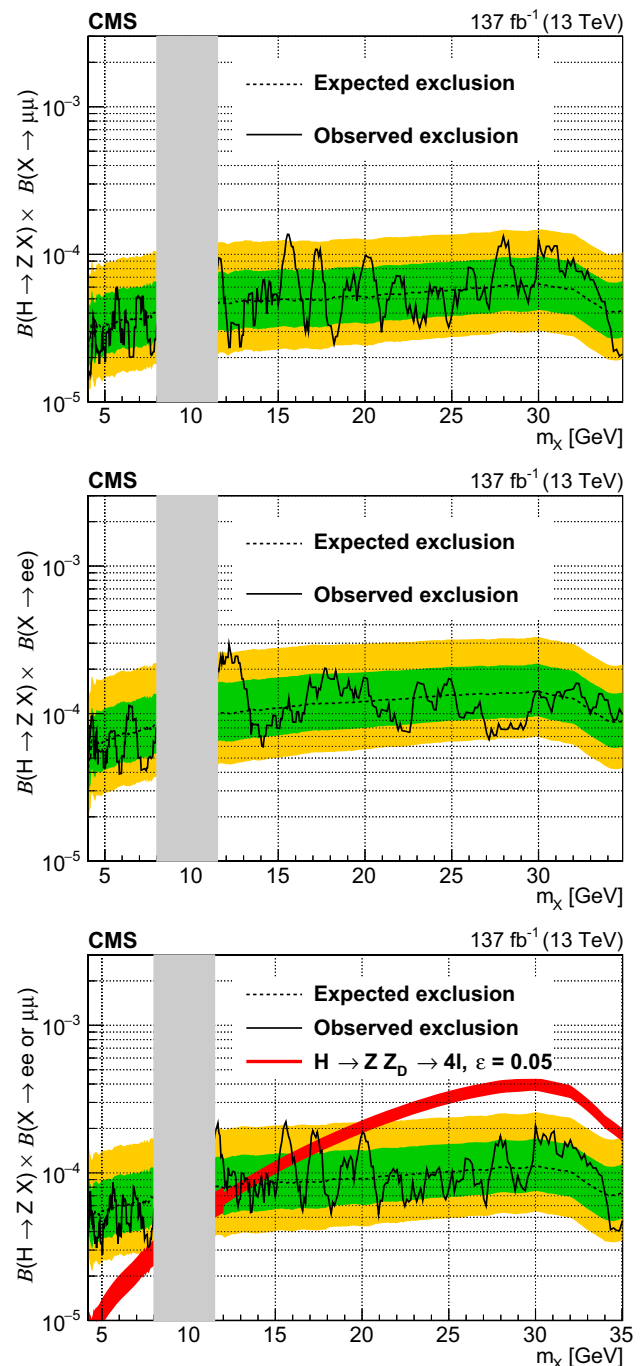 CMS 137 fb⁻¹ (13 TeV)
Expected exclusion
Observed exclusion
B(H → Z X) × B(X → μμ)
10⁻³
10⁻⁴
10⁻⁵
5 10 15 20 25 30
m_X [GeV]
CMS 137 fb⁻¹ (13 TeV)
Expected exclusion
Observed exclusion
B(H → Z X) × B(X → ee)
10⁻³
10⁻⁴
10⁻⁵
5 10 15 20 25 30
m_X [GeV]
CMS 137 fb⁻¹ (13 TeV)
Expected exclusion
Observed exclusion
H → Z Z_D → 4l, ε = 0.05
B(H → Z X) × B(X → ee or μμ)
10⁻³
10⁻⁴
10⁻⁵
5 10 15 20 25 30 35
m_X [GeV]